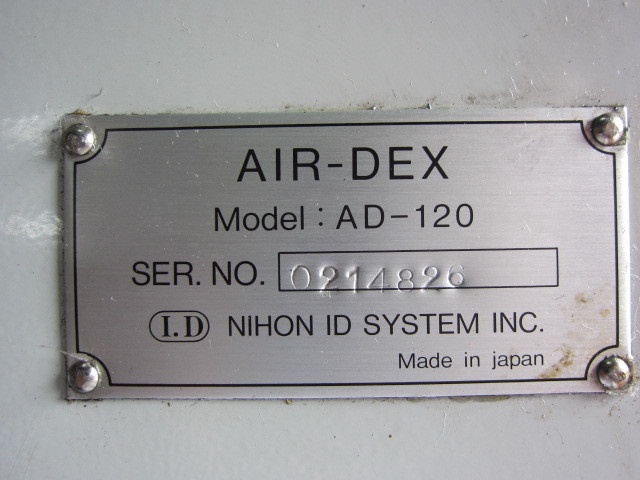 AIR-DEX
Model : AD-120
SER. NO. 0214826
I.D NIHON ID SYSTEM INC.
Made in japan